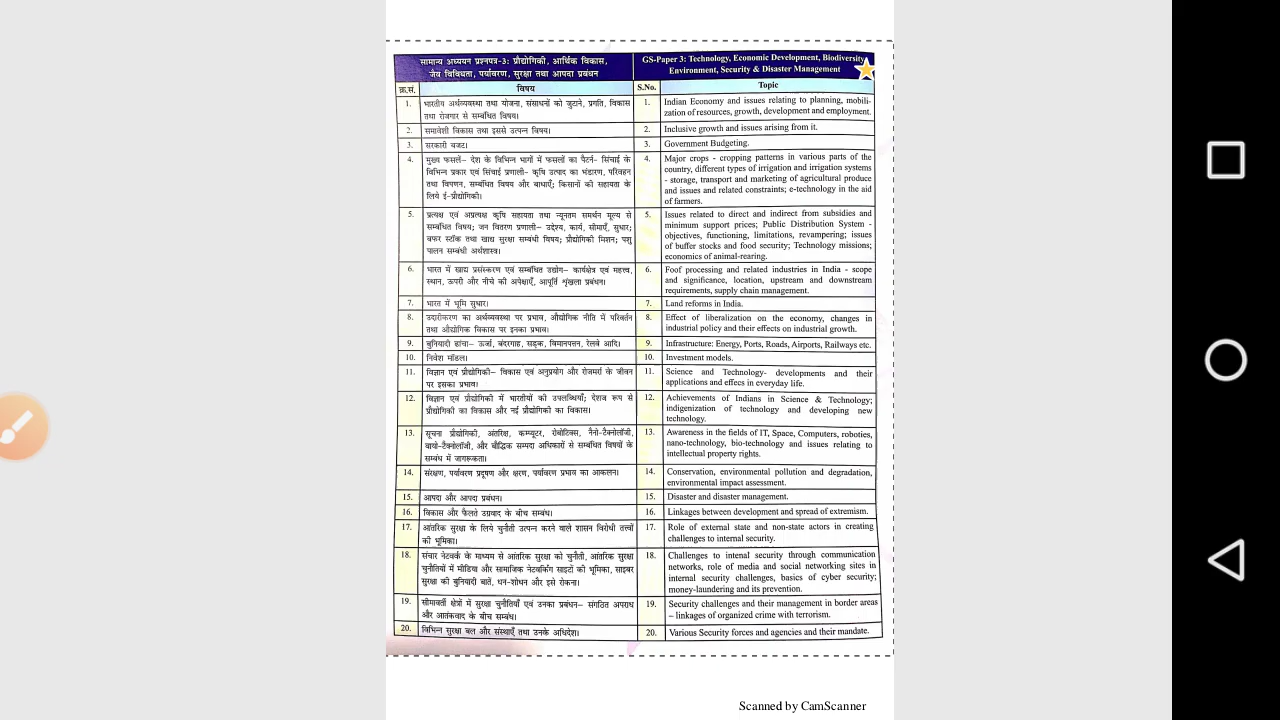 सामान्य अध्ययन प्रश्नपत्र-3: प्रौद्योगिकी, आर्थिक विकास,
जैव विविधता, पर्यावरण, सुरक्षा तथा आपदा प्रबंधन
GS-Paper 3: Technology, Economic Development, Biodiversity
Environment, Security & Disaster Management
क्र.सं. विषय
S.No. Topic
1. भारतीय अर्थव्यवस्था तथा योजना, संसाधनों को जुटाने, प्रगति, विकास
तथा रोजगार से सम्बंधित विषय।
1. Indian Economy and issues relating to planning, mobili-
zation of resources, growth, development and employment.
2. समावेशी विकास तथा इससे उत्पन्न विषय।
2. Inclusive growth and issues arising from it.
3. सरकारी बजट।
3. Government Budgeting.
4. मुख्य फसलें– देश के विभिन्न भागों में फसलों का पैटर्न- सिंचाई के
विभिन्न प्रकार एवं सिंचाई प्रणाली- कृषि उत्पाद का भंडारण, परिवहन
तथा विपणन, सम्बंधित विषय और बाधाएँ; किसानों की सहायता के
लिये ई-प्रौद्योगिकी।
4. Major crops - cropping patterns in various parts of the
country, different types of irrigation and irrigation systems
- storage, transport and marketing of agricultural produce
and issues and related constraints; e-technology in the aid
of farmers.
5. प्रत्यक्ष एवं अप्रत्यक्ष कृषि सहायता तथा न्यूनतम समर्थन मूल्य से
सम्बंधित विषय; जन वितरण प्रणाली– उद्देश्य, कार्य, सीमाएँ, सुधार;
बफर स्टॉक तथा खाद्य सुरक्षा सम्बंधी विषय; प्रौद्योगिकी मिशन; पशु
पालन सम्बंधी अर्थशास्त्र।
5. Issues related to direct and indirect from subsidies and
minimum support prices; Public Distribution System -
objectives, functioning, limitations, revampering; issues
of buffer stocks and food security; Technology missions;
economics of animal-rearing.
6. भारत में खाद्य प्रसंस्करण एवं सम्बंधित उद्योग– कार्यक्षेत्र एवं महत्त्व,
स्थान, ऊपरी और नीचे की अपेक्षाएँ, आपूर्ति शृंखला प्रबंधन।
6. Foof processing and related industries in India - scope
and significance, location, upstream and downstream
requirements, supply chain management.
7. भारत में भूमि सुधार।
7. Land reforms in India.
8. उदारीकरण का अर्थव्यवस्था पर प्रभाव, औद्योगिक नीति में परिवर्तन
तथा औद्योगिक विकास पर इनका प्रभाव।
8. Effect of liberalization on the economy, changes in
industrial policy and their effects on industrial growth.
9. बुनियादी ढांचा– ऊर्जा, बंदरगाह, सड़क, विमानपत्तन, रेलवे आदि।
9. Infrastructure: Energy, Ports, Roads, Airports, Railways etc.
10. निवेश मॉडल।
10. Investment models.
11. विज्ञान एवं प्रौद्योगिकी– विकास एवं अनुप्रयोग और रोजमर्रा के जीवन
पर इसका प्रभाव।
11. Science and Technology- developments and their
applications and effecs in everyday life.
12. विज्ञान एवं प्रौद्योगिकी में भारतीयों की उपलब्धियाँ; देशज रूप से
प्रौद्योगिकी का विकास और नई प्रौद्योगिकी का विकास।
12. Achievements of Indians in Science & Technology;
indigenization of technology and developing new
technology.
13. सूचना प्रौद्योगिकी, अंतरिक्ष, कम्प्यूटर, रोबोटिक्स, नैनो-टैक्नोलॉजी,
बायो-टैक्नोलॉजी, और बौद्धिक सम्पदा अधिकारों से सम्बंधित विषयों के
सम्बंध में जागरूकता।
13. Awareness in the fields of IT, Space, Computers, roboties,
nano-technology, bio-technology and issues relating to
intellectual property rights.
14. संरक्षण, पर्यावरण प्रदूषण और क्षरण, पर्यावरण प्रभाव का आकलन।
14. Conservation, environmental pollution and degradation,
environmental impact assessment.
15. आपदा और आपदा प्रबंधन।
15. Disaster and disaster management.
16. विकास और फैलते उग्रवाद के बीच सम्बंध।
16. Linkages between development and spread of extremism.
17. आंतरिक सुरक्षा के लिये चुनौती उत्पन्न करने वाले शासन विरोधी तत्त्वों
की भूमिका।
17. Role of external state and non-state actors in creating
challenges to internal security.
18. संचार नेटवर्क के माध्यम से आंतरिक सुरक्षा को चुनौती, आंतरिक सुरक्षा
चुनौतियों में मीडिया और सामाजिक नेटवर्किंग साइटों की भूमिका, साइबर
सुरक्षा की बुनियादी बातें, धन-शोधन और इसे रोकना।
18. Challenges to intenal security through communication
networks, role of media and social networking sites in
internal security challenges, basics of cyber security;
money-laundering and its prevention.
19. सीमावर्ती क्षेत्रों में सुरक्षा चुनौतियाँ एवं उनका प्रबंधन– संगठित अपराध
और आतंकवाद के बीच सम्बंध।
19. Security challenges and their management in border areas
– linkages of organized crime with terrorism.
20. विभिन्न सुरक्षा बल और संस्थाएँ तथा उनके अधिदेश।
20. Various Security forces and agencies and their mandate.
Scanned by CamScanner